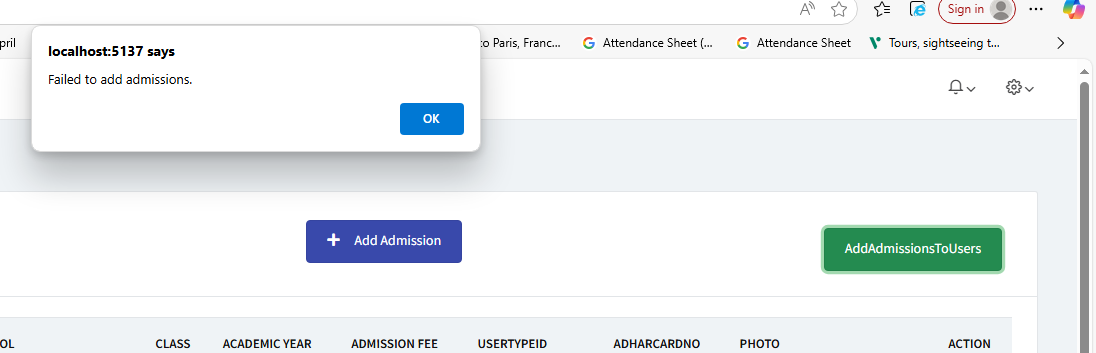 Sign in
pril
to Paris, Franc...
Attendance Sheet (...
Attendance Sheet
Tours, sightseeing t...
localhost:5137 says
Failed to add admissions.
OK
Add Admission
AddAdmissionsToUsers
OL CLASS ACADEMIC YEAR ADMISSION FEE USERTYPEID ADHARCARDNO PHOTO ACTION